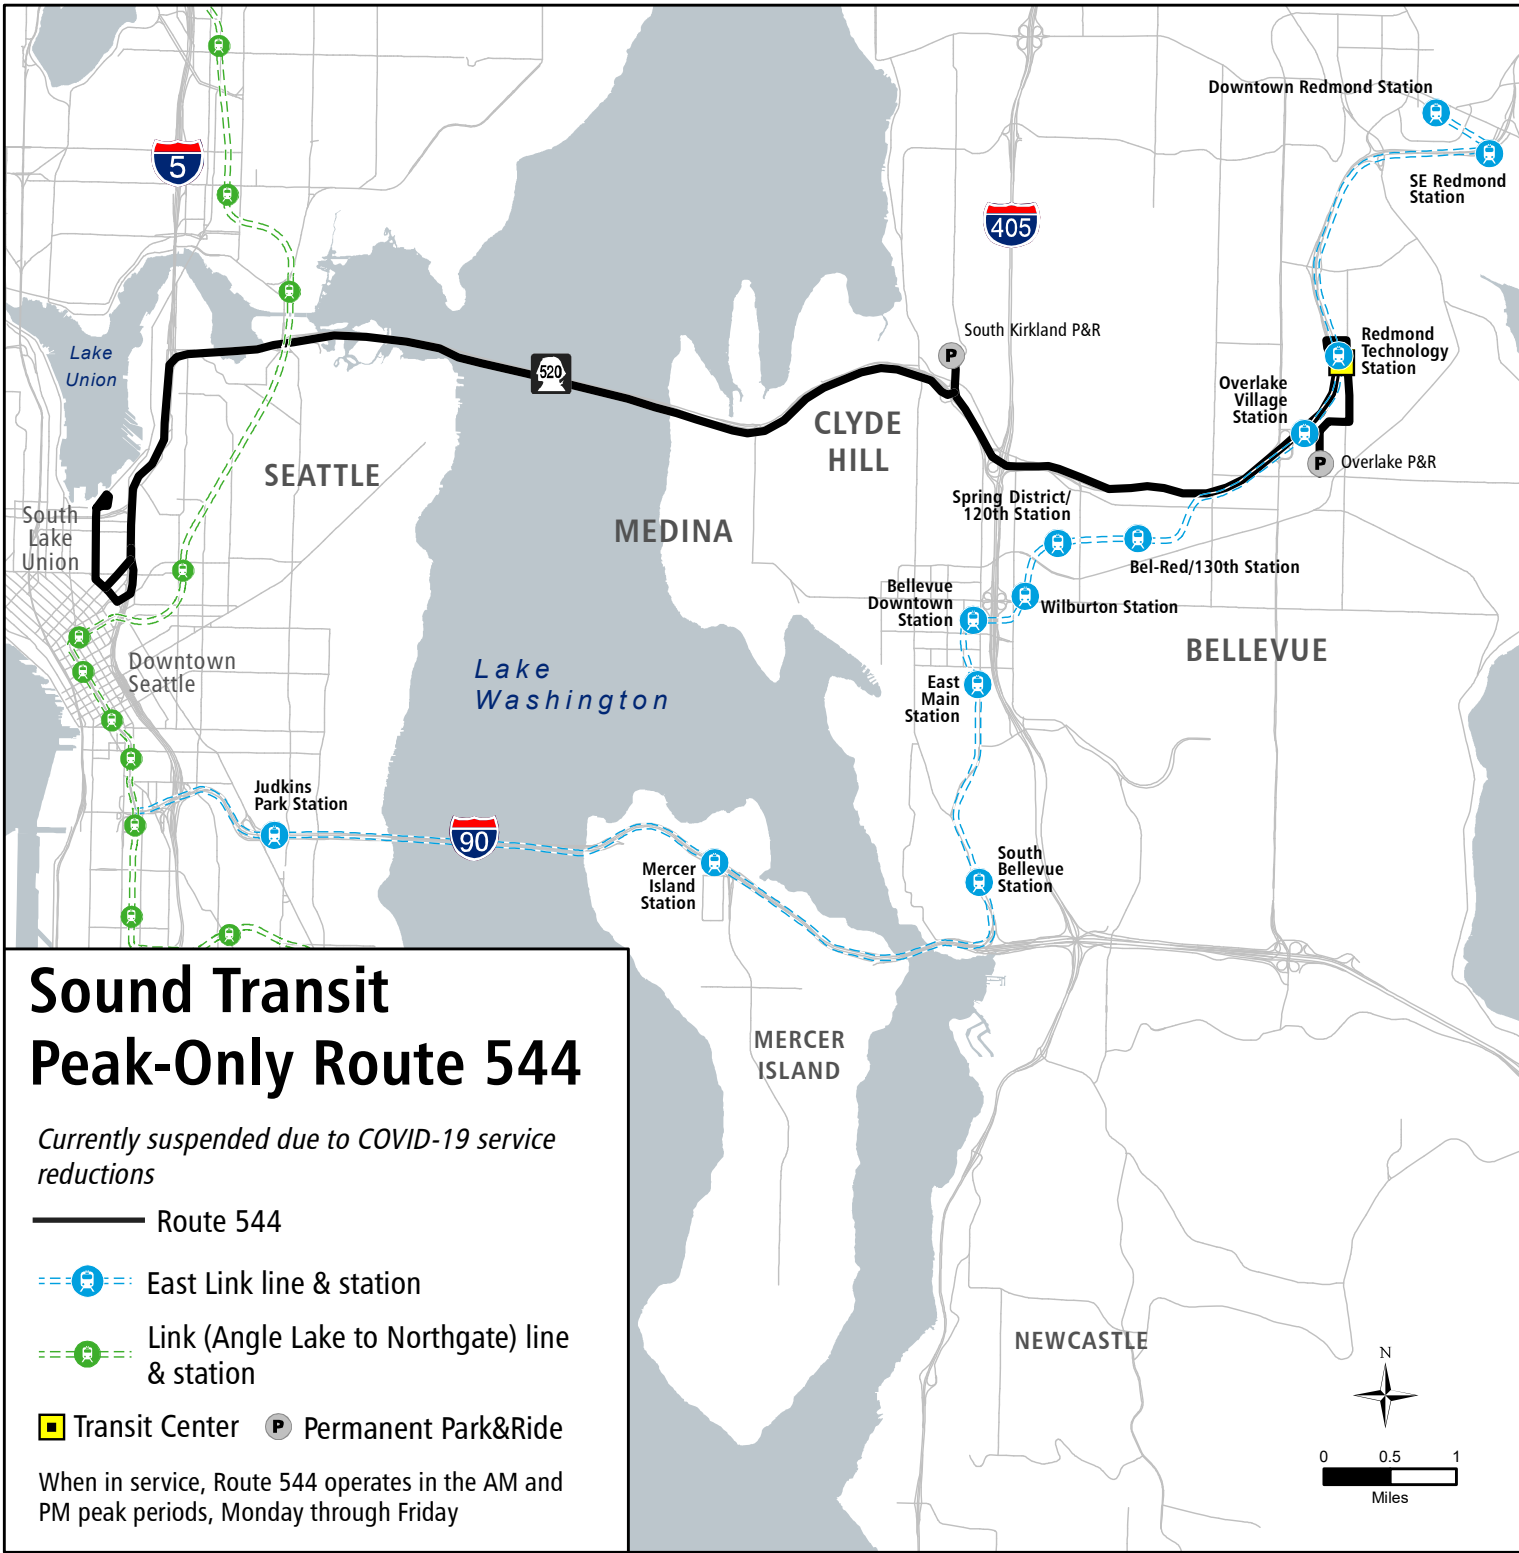 Downtown Redmond Station
5
SE Redmond
Station
405
South Kirkland P&R
Redmond
Technology
Station
Lake
Union
520
P
Overlake
Village
Station
CLYDE
HILL
P
Overlake P&R
SEATTLE
South
Lake
Union
MEDINA
Spring District/
120th Station
Bel-Red/130th Station
Bellevue
Downtown
Station
Wilburton Station
BELLEVUE
Downtown
Seattle
Lake
Washington
East
Main
Station
Judkins
Park Station
90
Mercer
Island
Station
South
Bellevue
Station
MERCER
ISLAND
NEWCASTLE
Sound Transit
Peak-Only Route 544
Currently suspended due to COVID-19 service
reductions
Route 544
East Link line & station
Link (Angle Lake to Northgate) line
& station
Transit Center
P Permanent Park&Ride
When in service, Route 544 operates in the AM and
PM peak periods, Monday through Friday
N
0 0.5 1
Miles